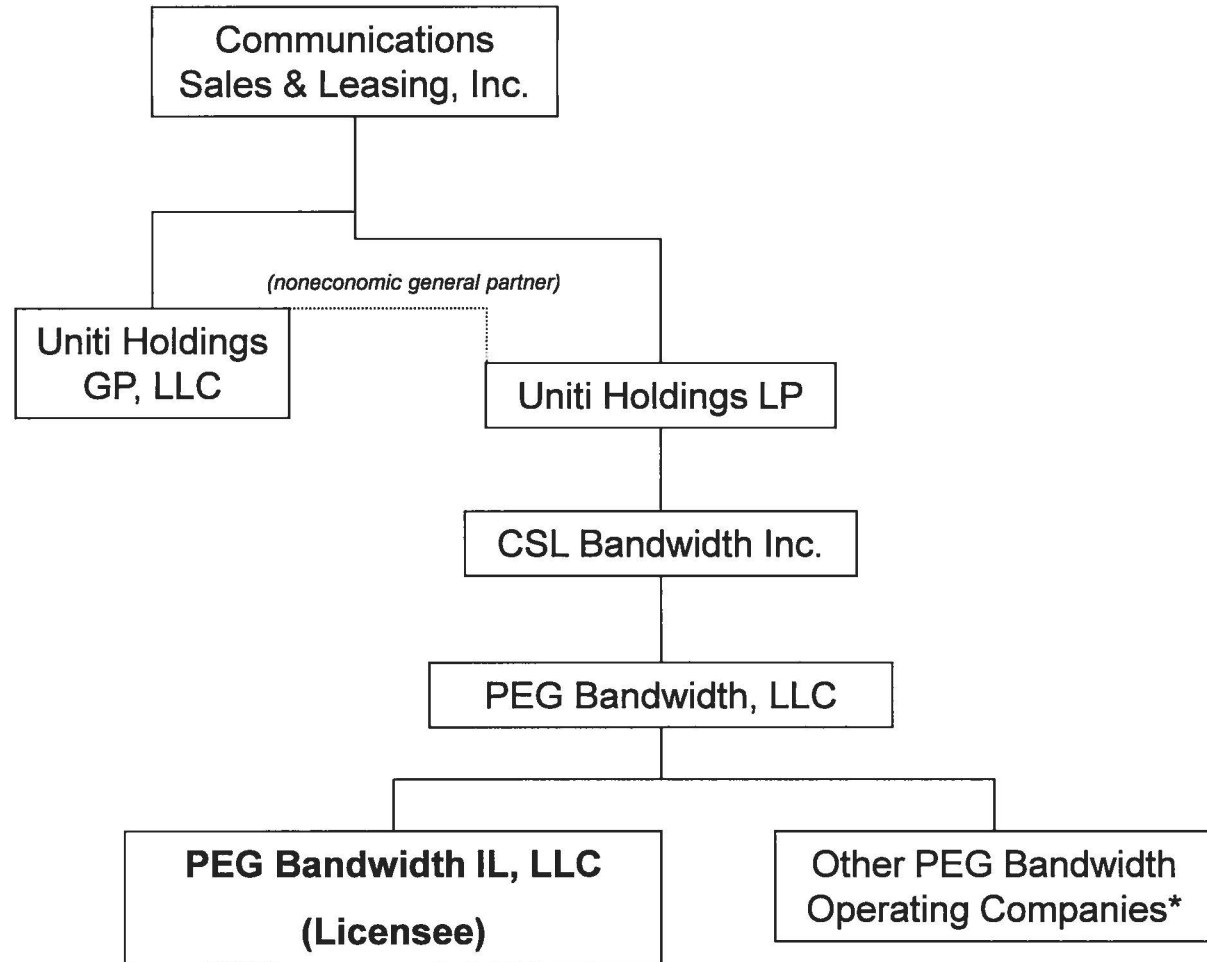 Communications
Sales & Leasing, Inc.
(noneconomic general partner)
Uniti Holdings
GP, LLC
Uniti Holdings LP
CSL Bandwidth Inc.
PEG Bandwidth, LLC
PEG Bandwidth IL, LLC
(Licensee)
Other PEG Bandwidth
Operating Companies*